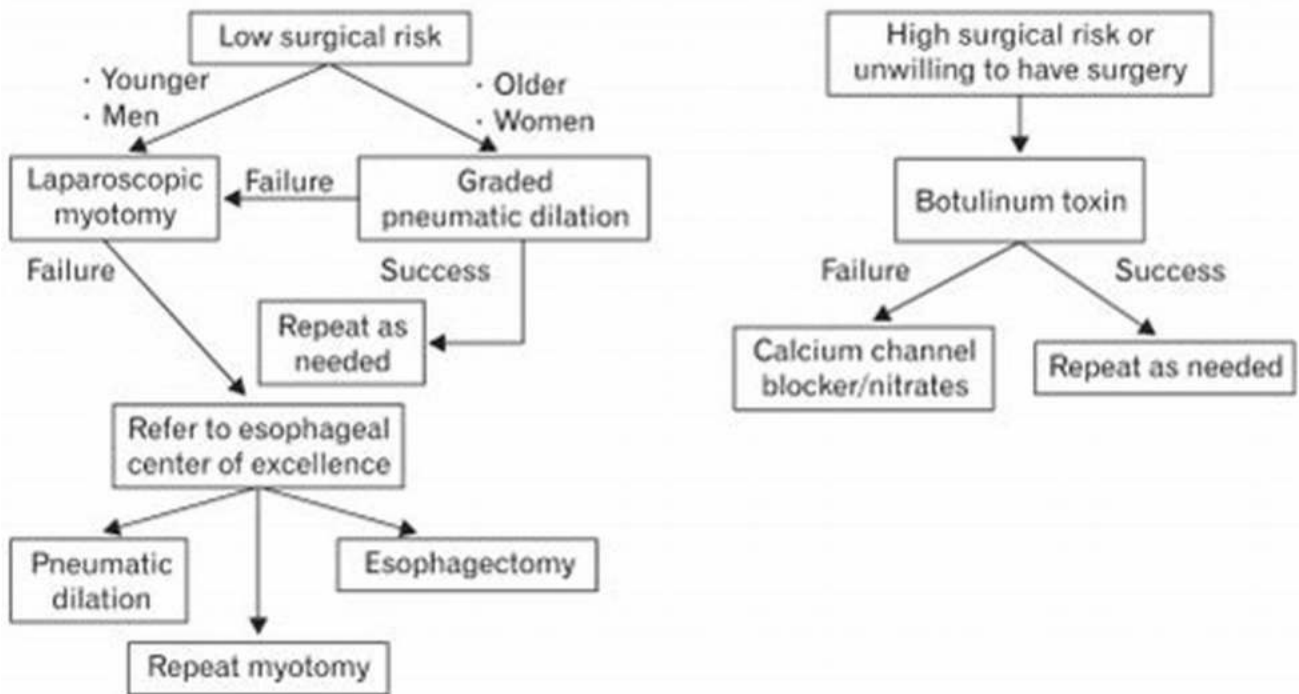 Low surgical risk
· Younger
· Men
· Older
· Women
Laparoscopic
myotomy
Failure
Graded
pneumatic dilation
Failure
Success
Repeat as
needed
Refer to esophageal
center of excellence
Pneumatic
dilation
Esophagectomy
Repeat myotomy
High surgical risk or
unwilling to have surgery
Botulinum toxin
Failure
Success
Calcium channel
blocker/nitrates
Repeat as needed